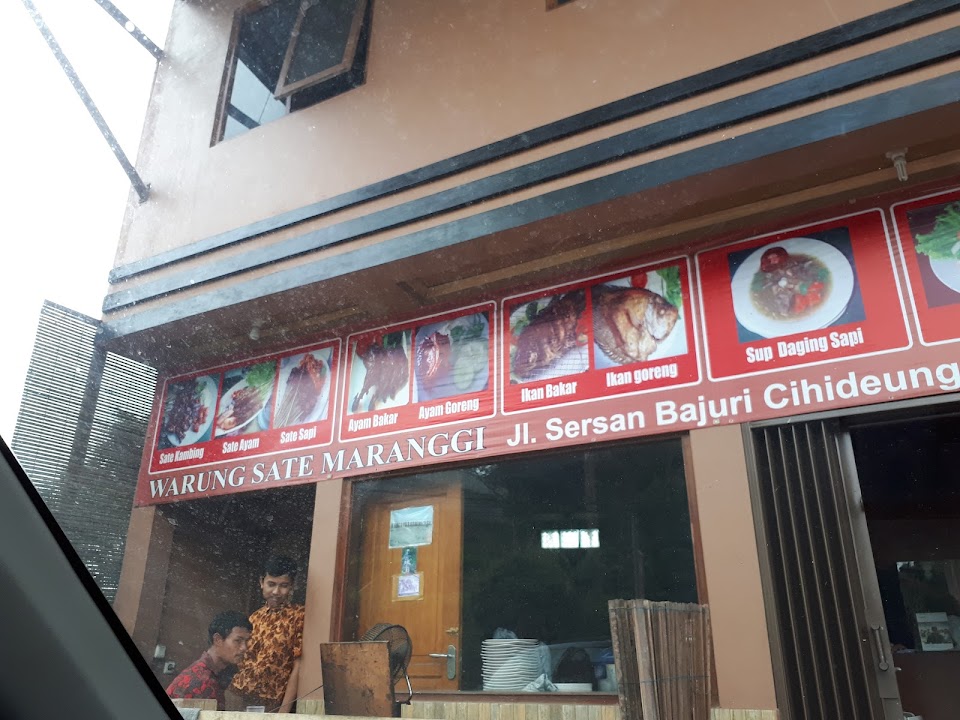 Sate Kambing
Sate Ayam
Sate Sapi
Ayam Bakar
Ayam Goreng
Ikan Bakar
Ikan goreng
Sup Daging Sapi
WARUNG SATE MARANGGI Jl. Sersan Bajuri Cihideung